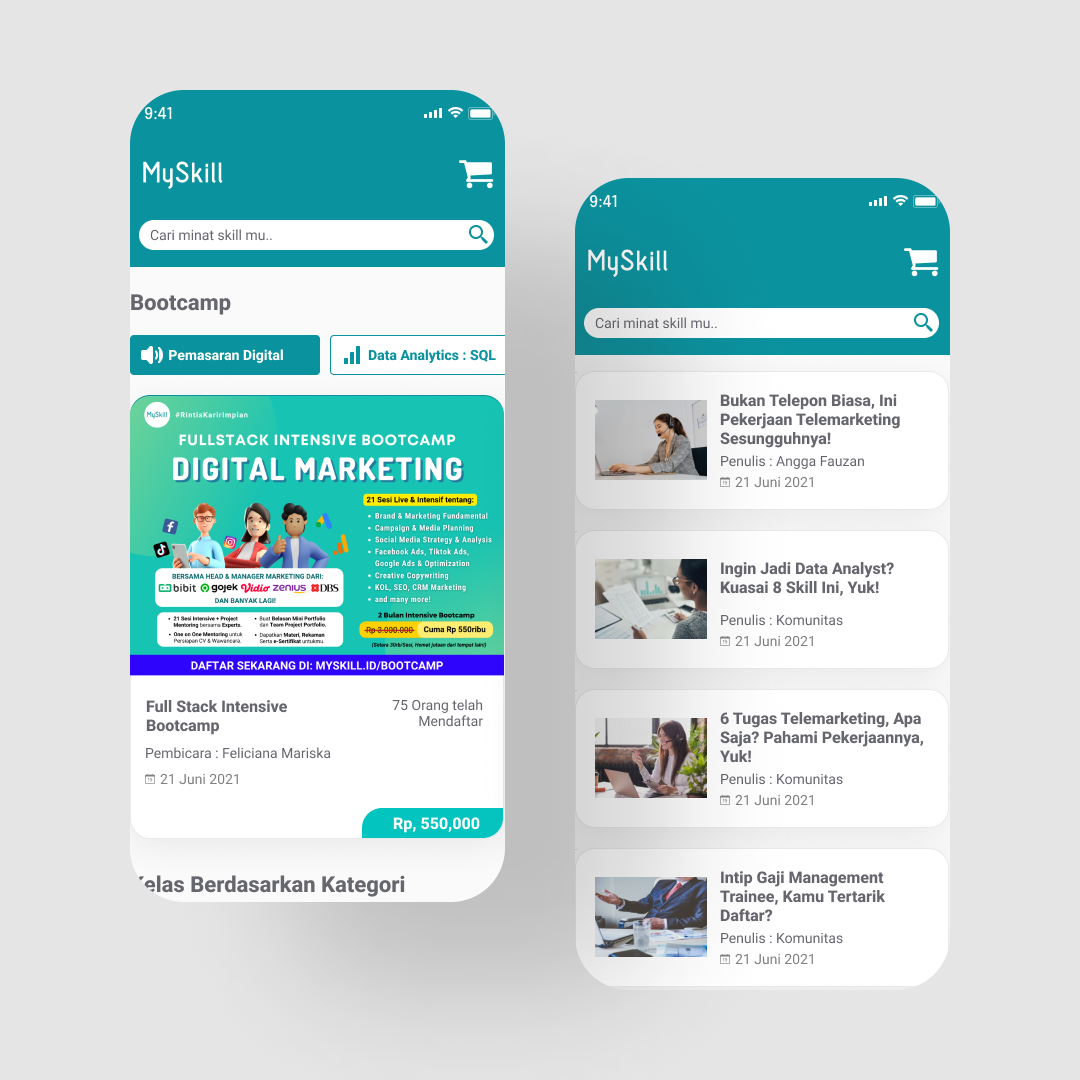 9:41
MySkill
Cari minat skill mu..
Bootcamp
Pemasaran Digital
Data Analytics : SQL
MySkill
#RintisKarirImpian
FULLSTACK INTENSIVE BOOTCAMP
DIGITAL MARKETING
21 Sesi Live & Intensif tentang:
• Brand & Marketing Fundamental
• Campaign & Media Planning
• Social Media Strategy & Analysis
• Facebook Ads, Tiktok Ads,
Google Ads & Optimization
• Creative Copywriting
• KOL, SEO, CRM Marketing
• and many more!
BERSAMA HEAD & MANAGER MARKETING DARI:
bibit gojek Vidio zenius DBS
DAN BANYAK LAGI!
• 21 Sesi Intensive + Project
Mentoring bersama Experts.
• One on One Mentoring untuk
Persiapan CV & Wawancara.
• Buat Belasan Mini Portfolio
dan Team Project Portfolio.
• Dapatkan Materi, Rekaman
Serta e-Sertifikat untukmu.
2 Bulan Intensive Bootcamp
Rp 3.000.000 Cuma Rp 550ribu
(Setara 30rb/Sesi, Hemat jutaan dari tempat lain!)
DAFTAR SEKARANG DI: MYSKILL.ID/BOOTCAMP
Full Stack Intensive
Bootcamp
75 Orang telah
Mendaftar
Pembicara : Feliciana Mariska
21 Juni 2021
Rp, 550,000
Kelas Berdasarkan Kategori
9:41
MySkill
Cari minat skill mu..
Bukan Telepon Biasa, Ini
Pekerjaan Telemarketing
Sesungguhnya!
Penulis : Angga Fauzan
21 Juni 2021
Ingin Jadi Data Analyst?
Kuasai 8 Skill Ini, Yuk!
Penulis : Komunitas
21 Juni 2021
6 Tugas Telemarketing, Apa
Saja? Pahami Pekerjaannya,
Yuk!
Penulis : Komunitas
21 Juni 2021
Intip Gaji Management
Trainee, Kamu Tertarik
Daftar?
Penulis : Komunitas
21 Juni 2021